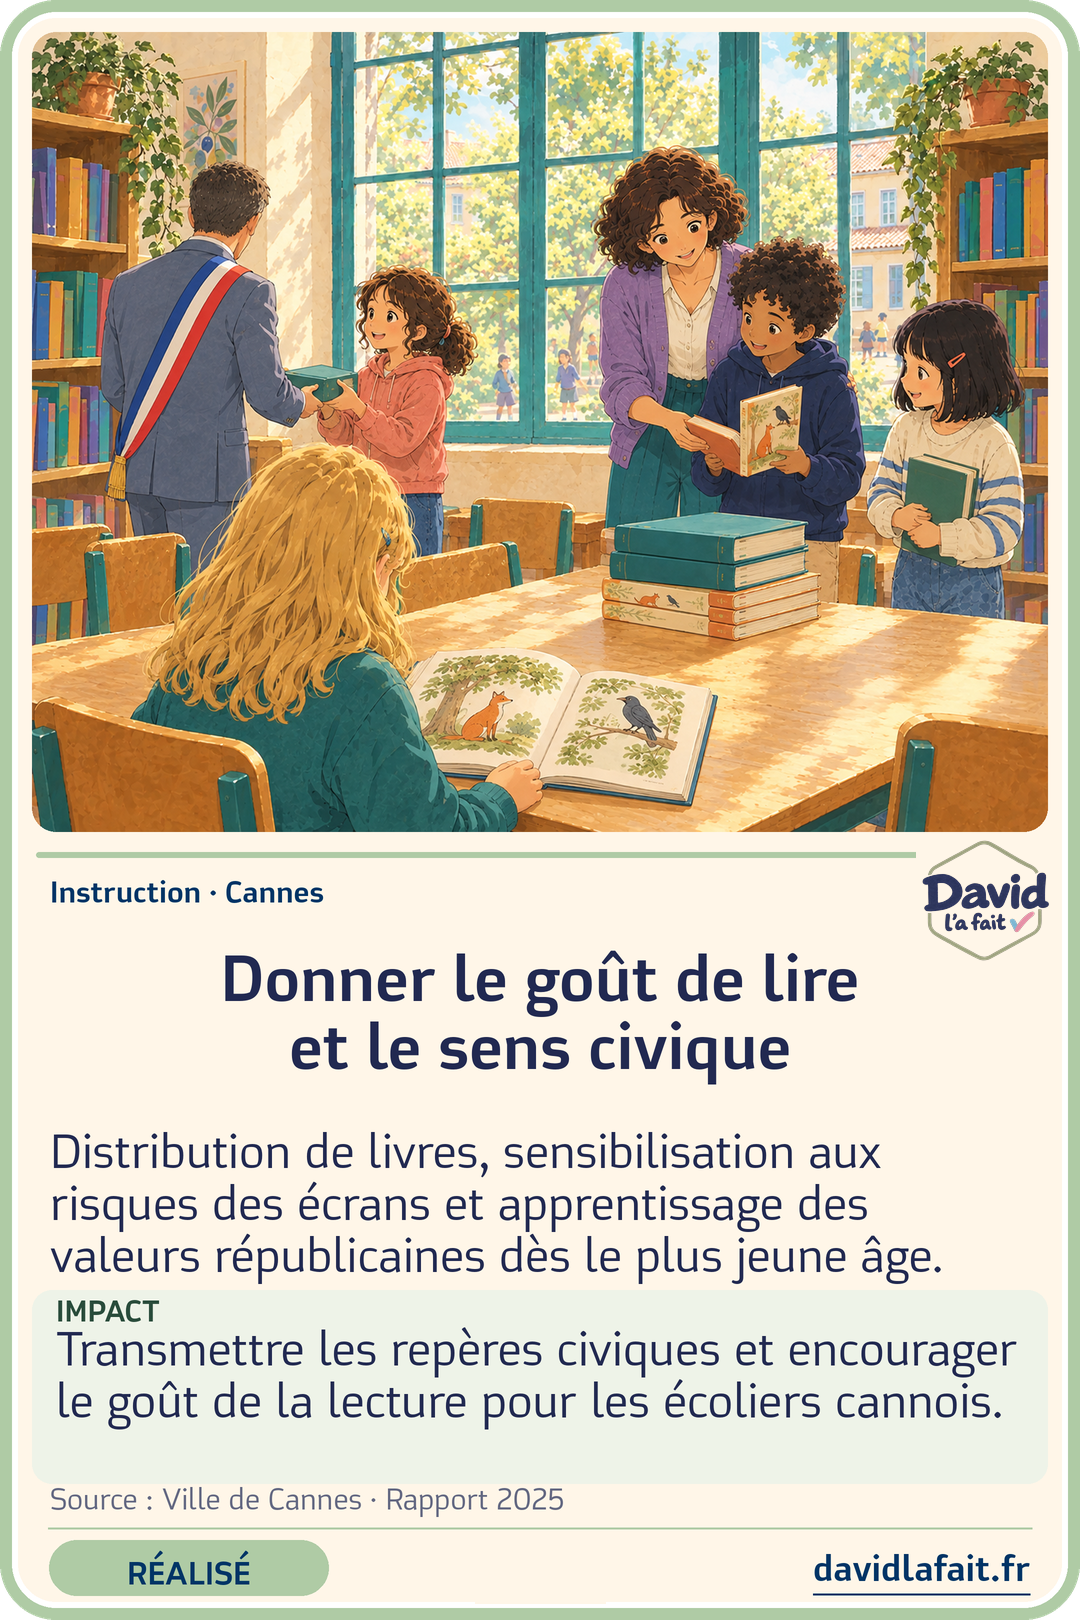 Instruction · Cannes
David
l'a fait
Donner le goût de lire
et le sens civique
Distribution de livres, sensibilisation aux
risques des écrans et apprentissage des
valeurs républicaines dès le plus jeune âge.
IMPACT
Transmettre les repères civiques et encourager
le goût de la lecture pour les écoliers cannois.
Source : Ville de Cannes · Rapport 2025
RÉALISÉ
davidlafait.fr